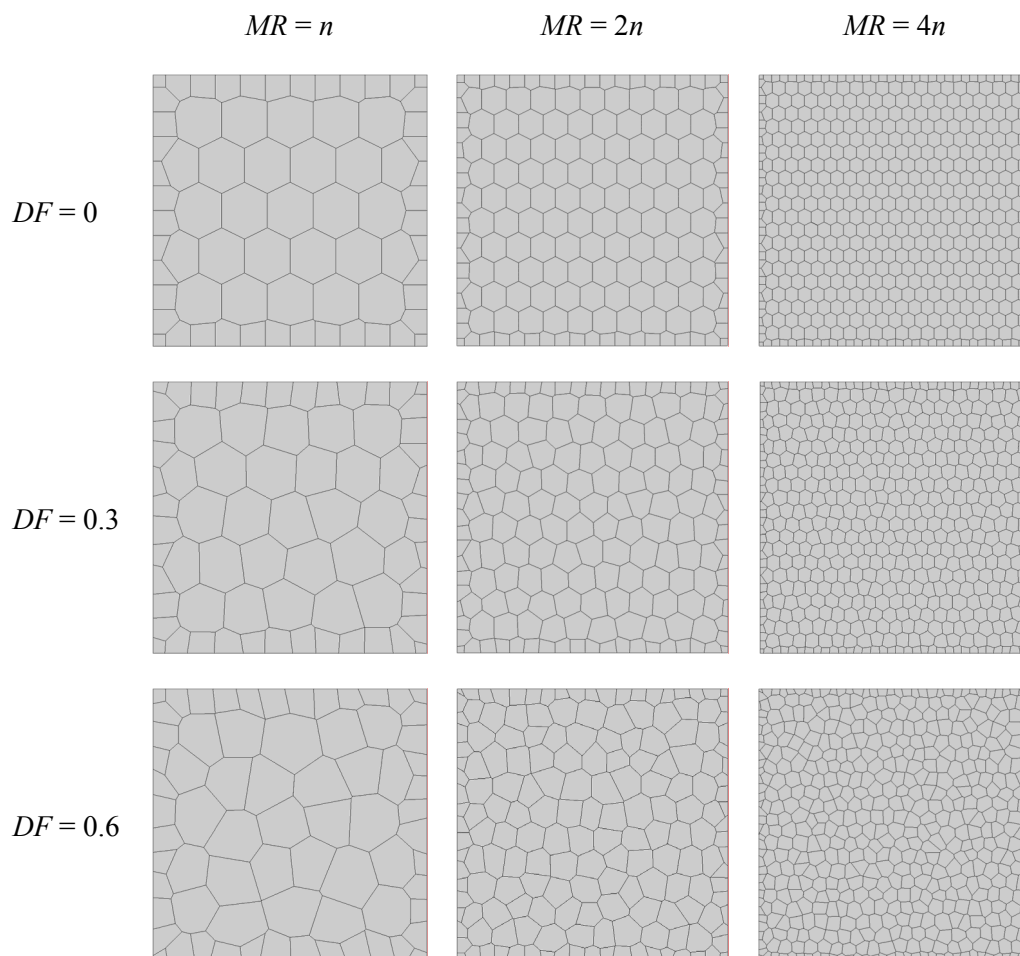 MR = n
MR = 2n
MR = 4n
DF = 0
DF = 0.3
DF = 0.6